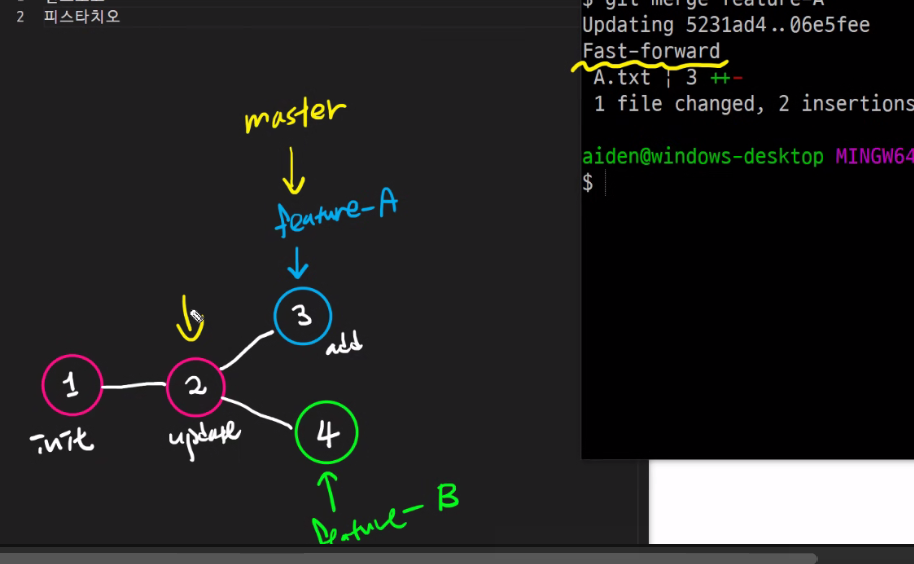 2 피스타치오
$ git merge feature-A
Updating 5231ad4..06e5fee
Fast-forward
A.txt | 3 ++-
1 file changed, 2 insertions
aiden@windows-desktop MINGW64
$
master
feature-A
3
add
1
2
init
update
4
feature-B